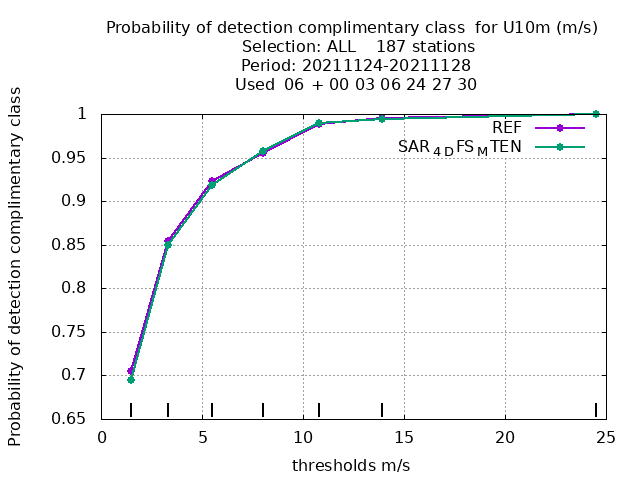 Probability of detection complimentary class  for U10m (m/s)
Selection: ALL    187 stations
Period: 20211124-20211128
Used  06  + 00 03 06 24 27 30
Probability of detection complimentary class
1
0.95
0.9
0.85
0.8
0.75
0.7
0.65
REF
SAR4DFSMTEN
0 5 10 15 20 25
thresholds m/s